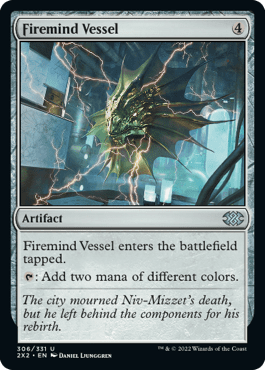 Firemind Vessel 4
Artifact
Firemind Vessel enters the battlefield
tapped.
: Add two mana of different colors.
The city mourned Niv-Mizzet's death,
but he left behind the components for his
rebirth.
306/331 U
2X2 • EN Daniel Ljunggren
™ & © 2022 Wizards of the Coast